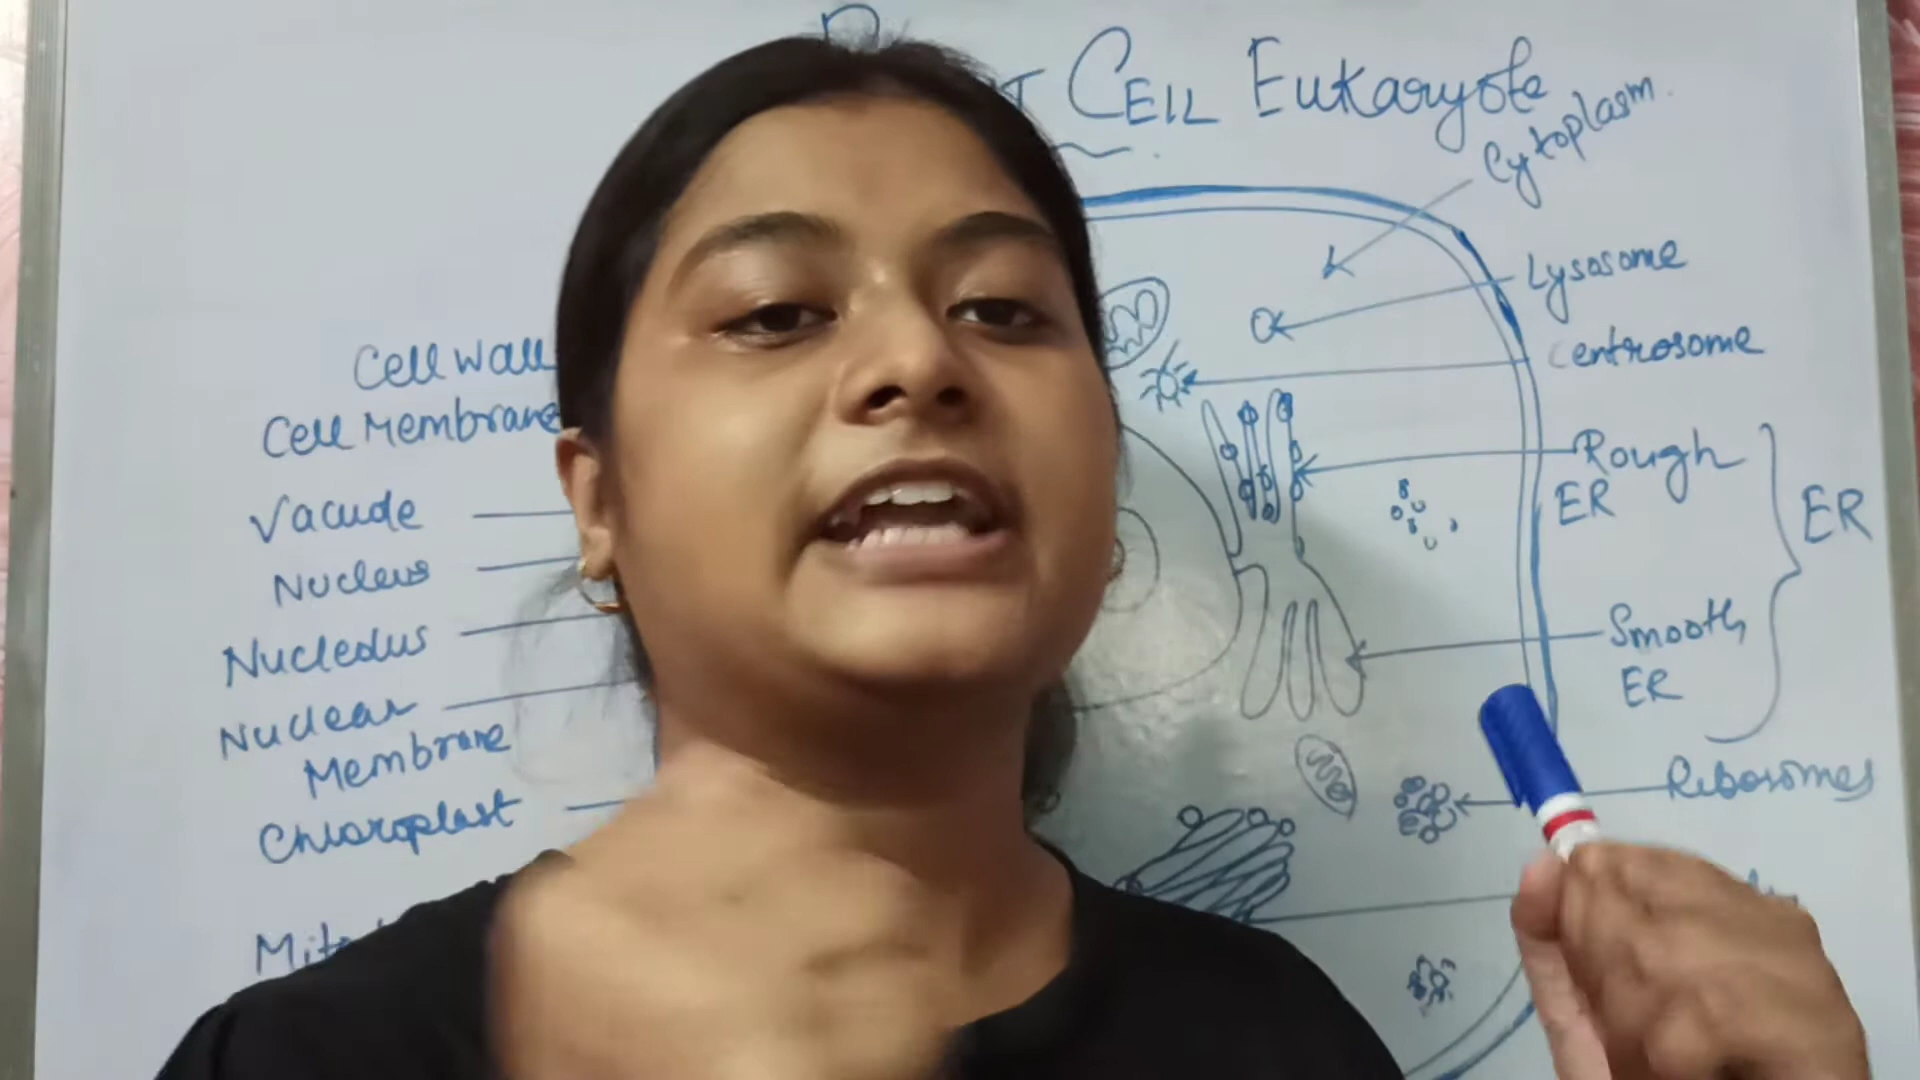 CEll Eukaryote
Cytoplasm.
Lysosome
Centrosome
Rough
ER
ER
Smooth
ER
Ribosomes
Cell Wall
Cell Membrane
Vacuole
Nucleus
Nucleolus
Nuclear
Membrane
Chloroplast